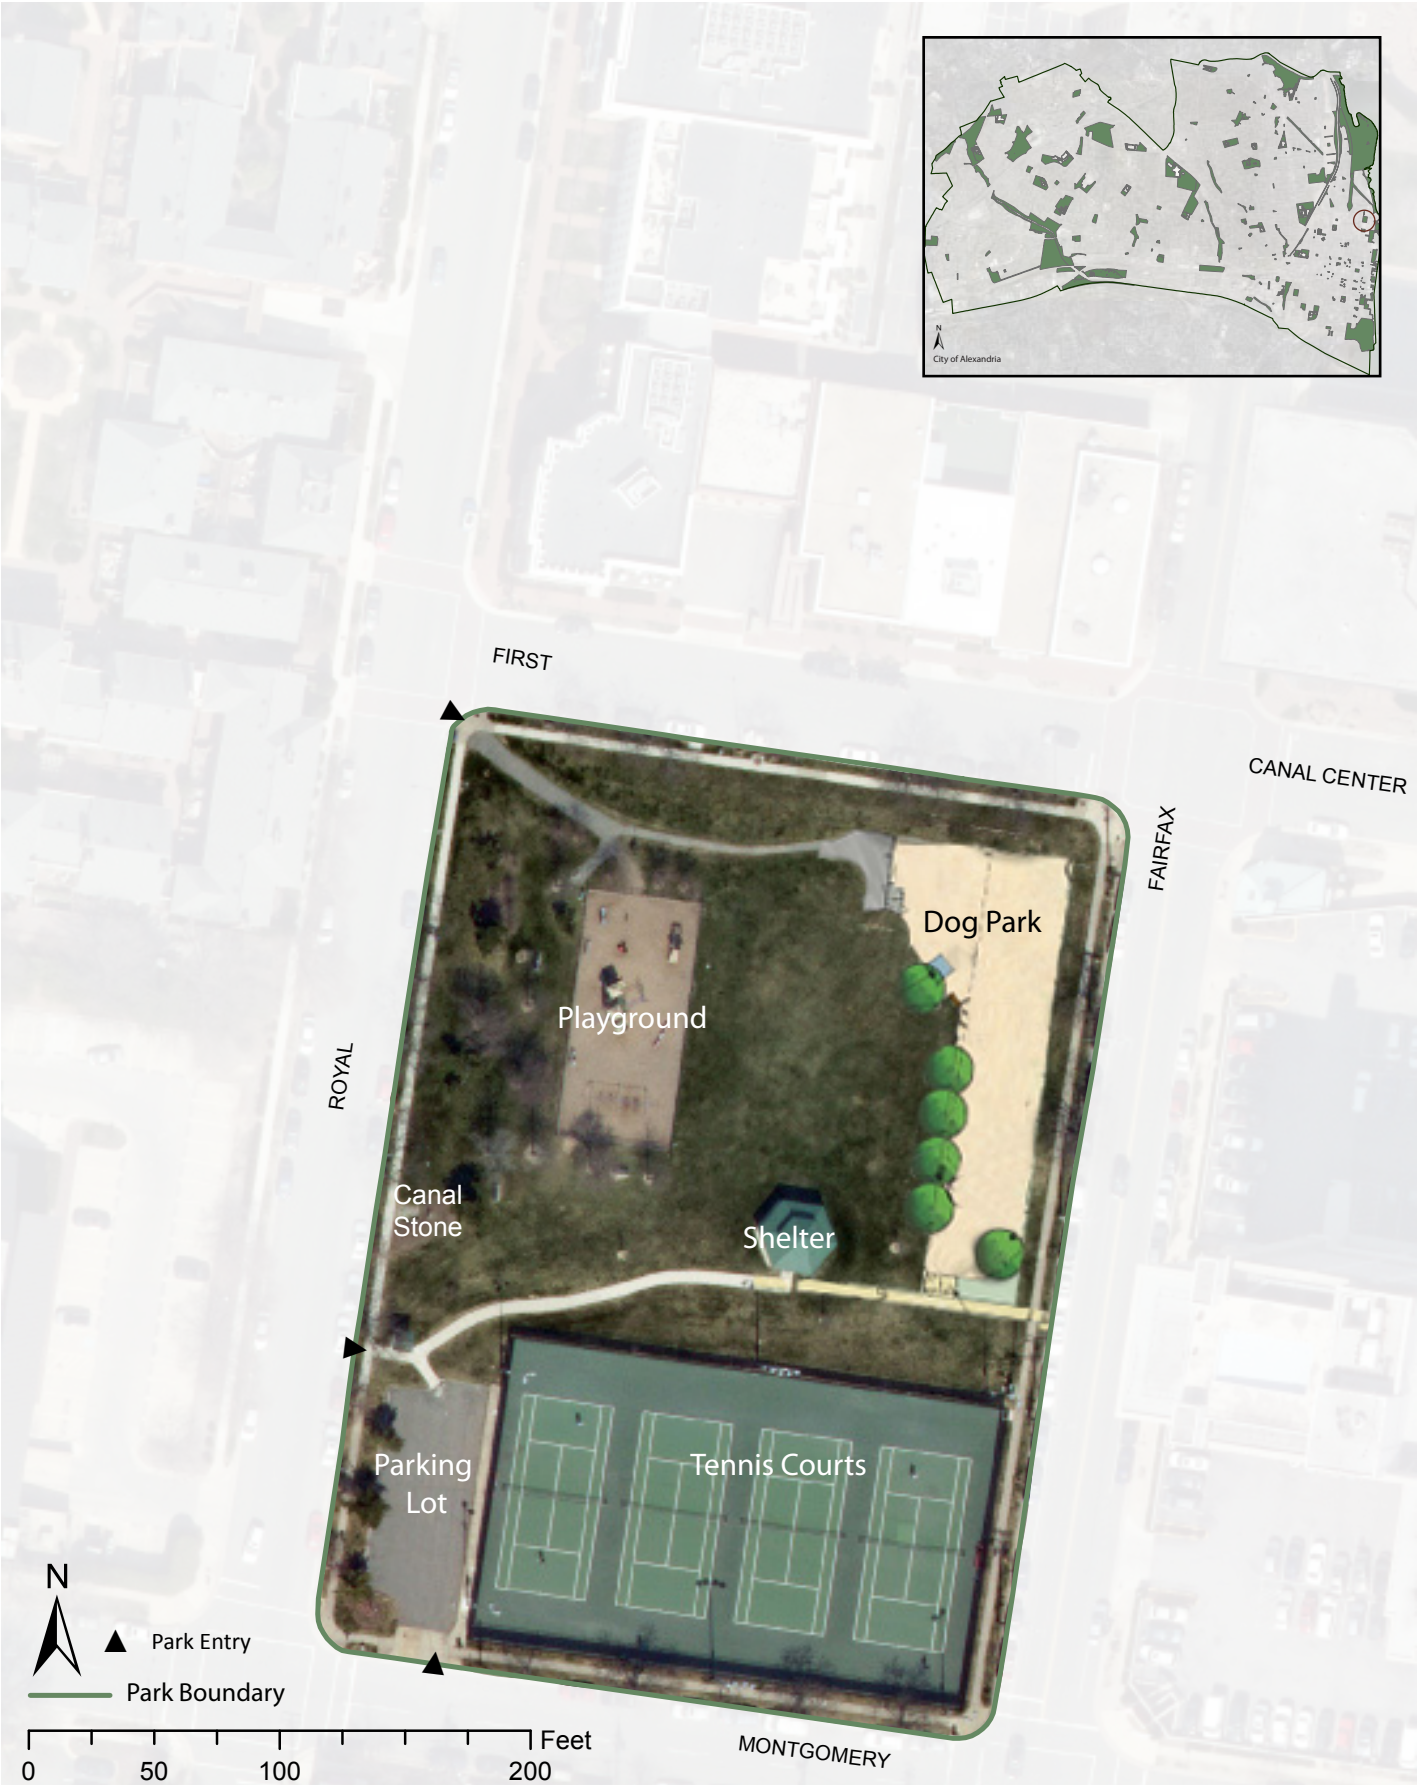 N
City of Alexandria
FIRST
CANAL CENTER
FAIRFAX
Dog Park
Playground
ROYAL
Canal
Stone
Shelter
Parking
Lot
Tennis Courts
N
Park Entry
Park Boundary
Feet
0 50 100 200
MONTGOMERY